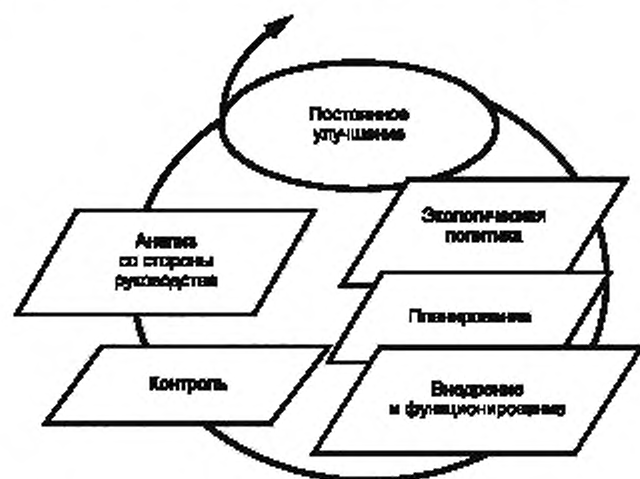 Постоянное
улучшение
Экологическая
политика
Планирование
Внедрение
и функционирование
Контроль
Анализ
со стороны
руководства